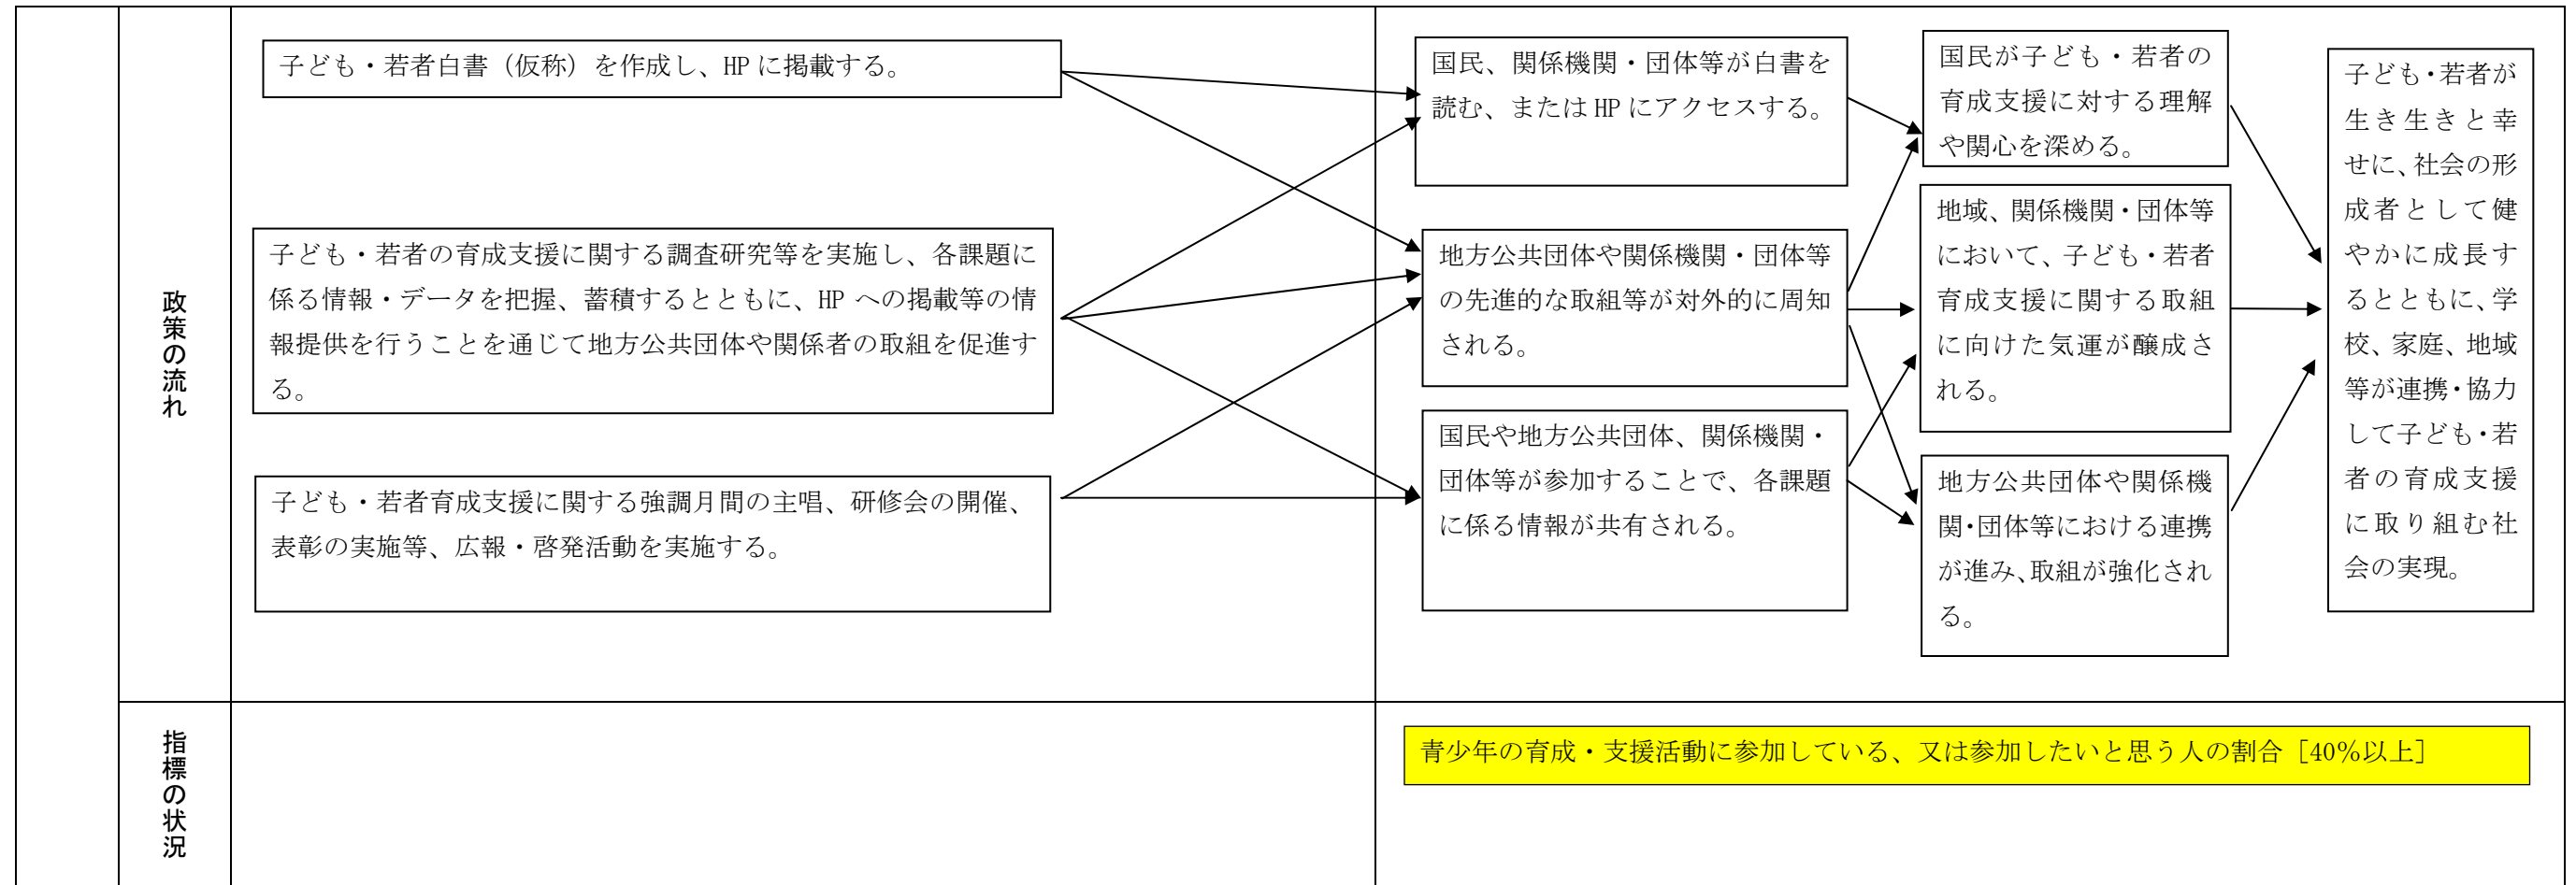 政策の流れ
子ども・若者白書（仮称）を作成し、HP に掲載する。
子ども・若者の育成支援に関する調査研究等を実施し、各課題に
係る情報・データを把握、蓄積するとともに、HP への掲載等の情
報提供を行うことを通じて地方公共団体や関係者の取組を促進す
る。
子ども・若者育成支援に関する強調月間の主唱、研修会の開催、
表彰の実施等、広報・啓発活動を実施する。
国民、関係機関・団体等が白書を
読む、または HP にアクセスする。
地方公共団体や関係機関・団体等
の先進的な取組等が対外的に周知
される。
国民や地方公共団体、関係機関・
団体等が参加することで、各課題
に係る情報が共有される。
国民が子ども・若者の
育成支援に対する理解
や関心を深める。
地域、関係機関・団体等
において、子ども・若者
育成支援に関する取組
に向けた気運が醸成さ
れる。
地方公共団体や関係機
関・団体等における連携
が進み、取組が強化され
る。
子ども・若者が
生き生きと幸
せに、社会の形
成者として健
やかに成長す
るとともに、学
校、家庭、地域
等が連携・協力
して子ども・若
者の育成支援
に取り組む社
会の実現。
指標の状況
青少年の育成・支援活動に参加している、又は参加したいと思う人の割合［40％以上］